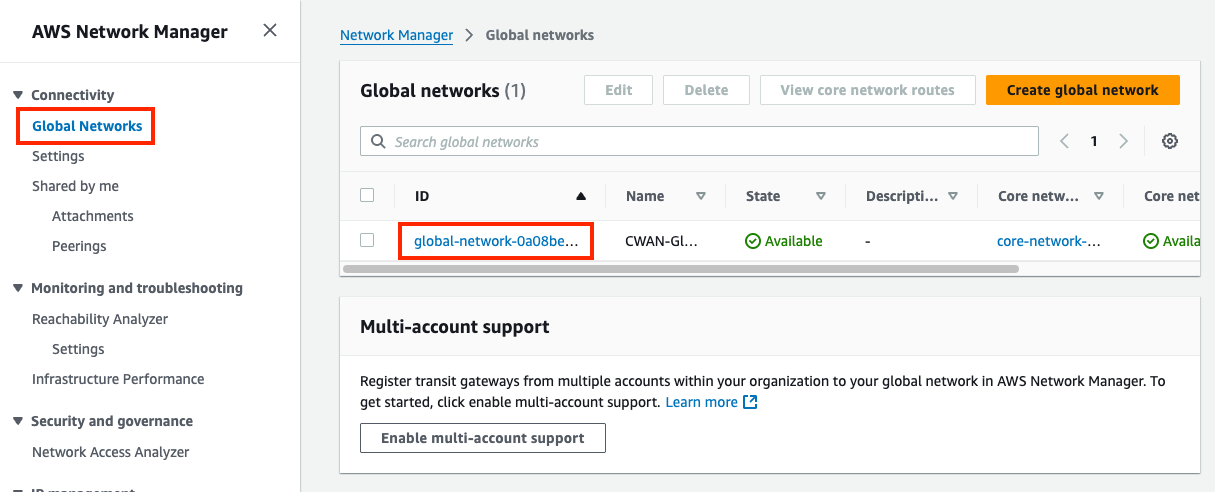 AWS Network Manager
Connectivity
Global Networks
Settings
Shared by me
Attachments
Peerings
Monitoring and troubleshooting
Reachability Analyzer
Settings
Infrastructure Performance
Security and governance
Network Access Analyzer
IP management
Network Manager > Global networks
Global networks (1)
Edit
Delete
View core network routes
Create global network
Search global networks
1
ID Name State Descripti... Core netw... Core net
global-network-0a08be... CWAN-Gl... Available - core-network-... Availa
Multi-account support
Register transit gateways from multiple accounts within your organization to your global network in AWS Network Manager. To
get started, click enable multi-account support. Learn more
Enable multi-account support